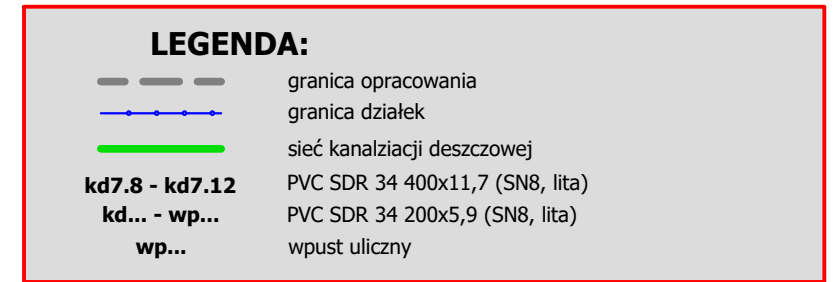 LEGENDA:
granica opracowania
granica działek
sieć kanalziacji deszczowej
kd7.8 - kd7.12 PVC SDR 34 400x11,7 (SN8, lita)
kd... - wp... PVC SDR 34 200x5,9 (SN8, lita)
wp... wpust uliczny